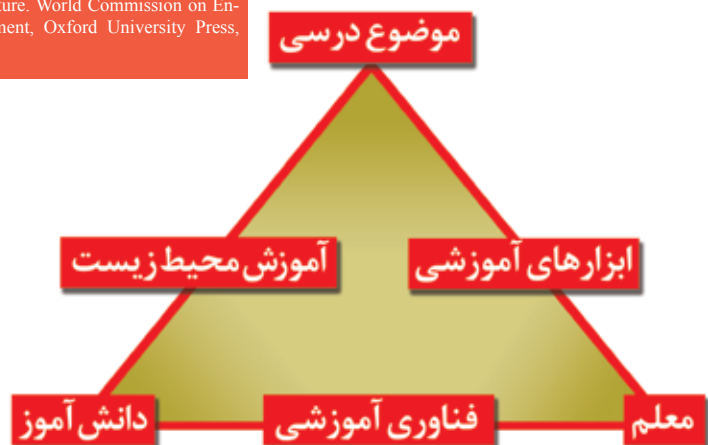 ture. World Commission on En-
ment, Oxford University Press,
موضوع درسی
ابزارهای آموزشی
آموزش محیط زیست
معلم
فناوری آموزشی
دانش آموز